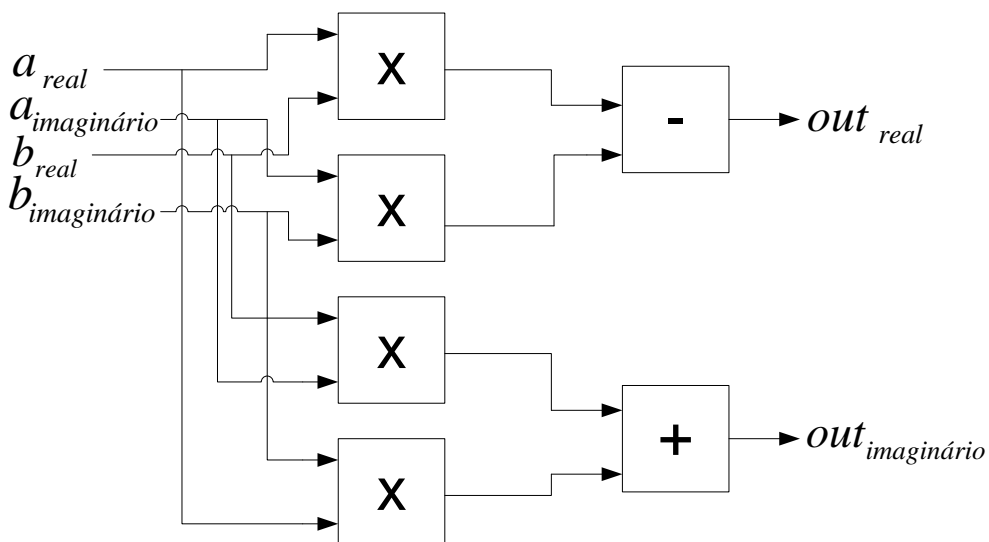 a real
a imaginário
b real
b imaginário
X
X
X
X
-
+
out real
out imaginário